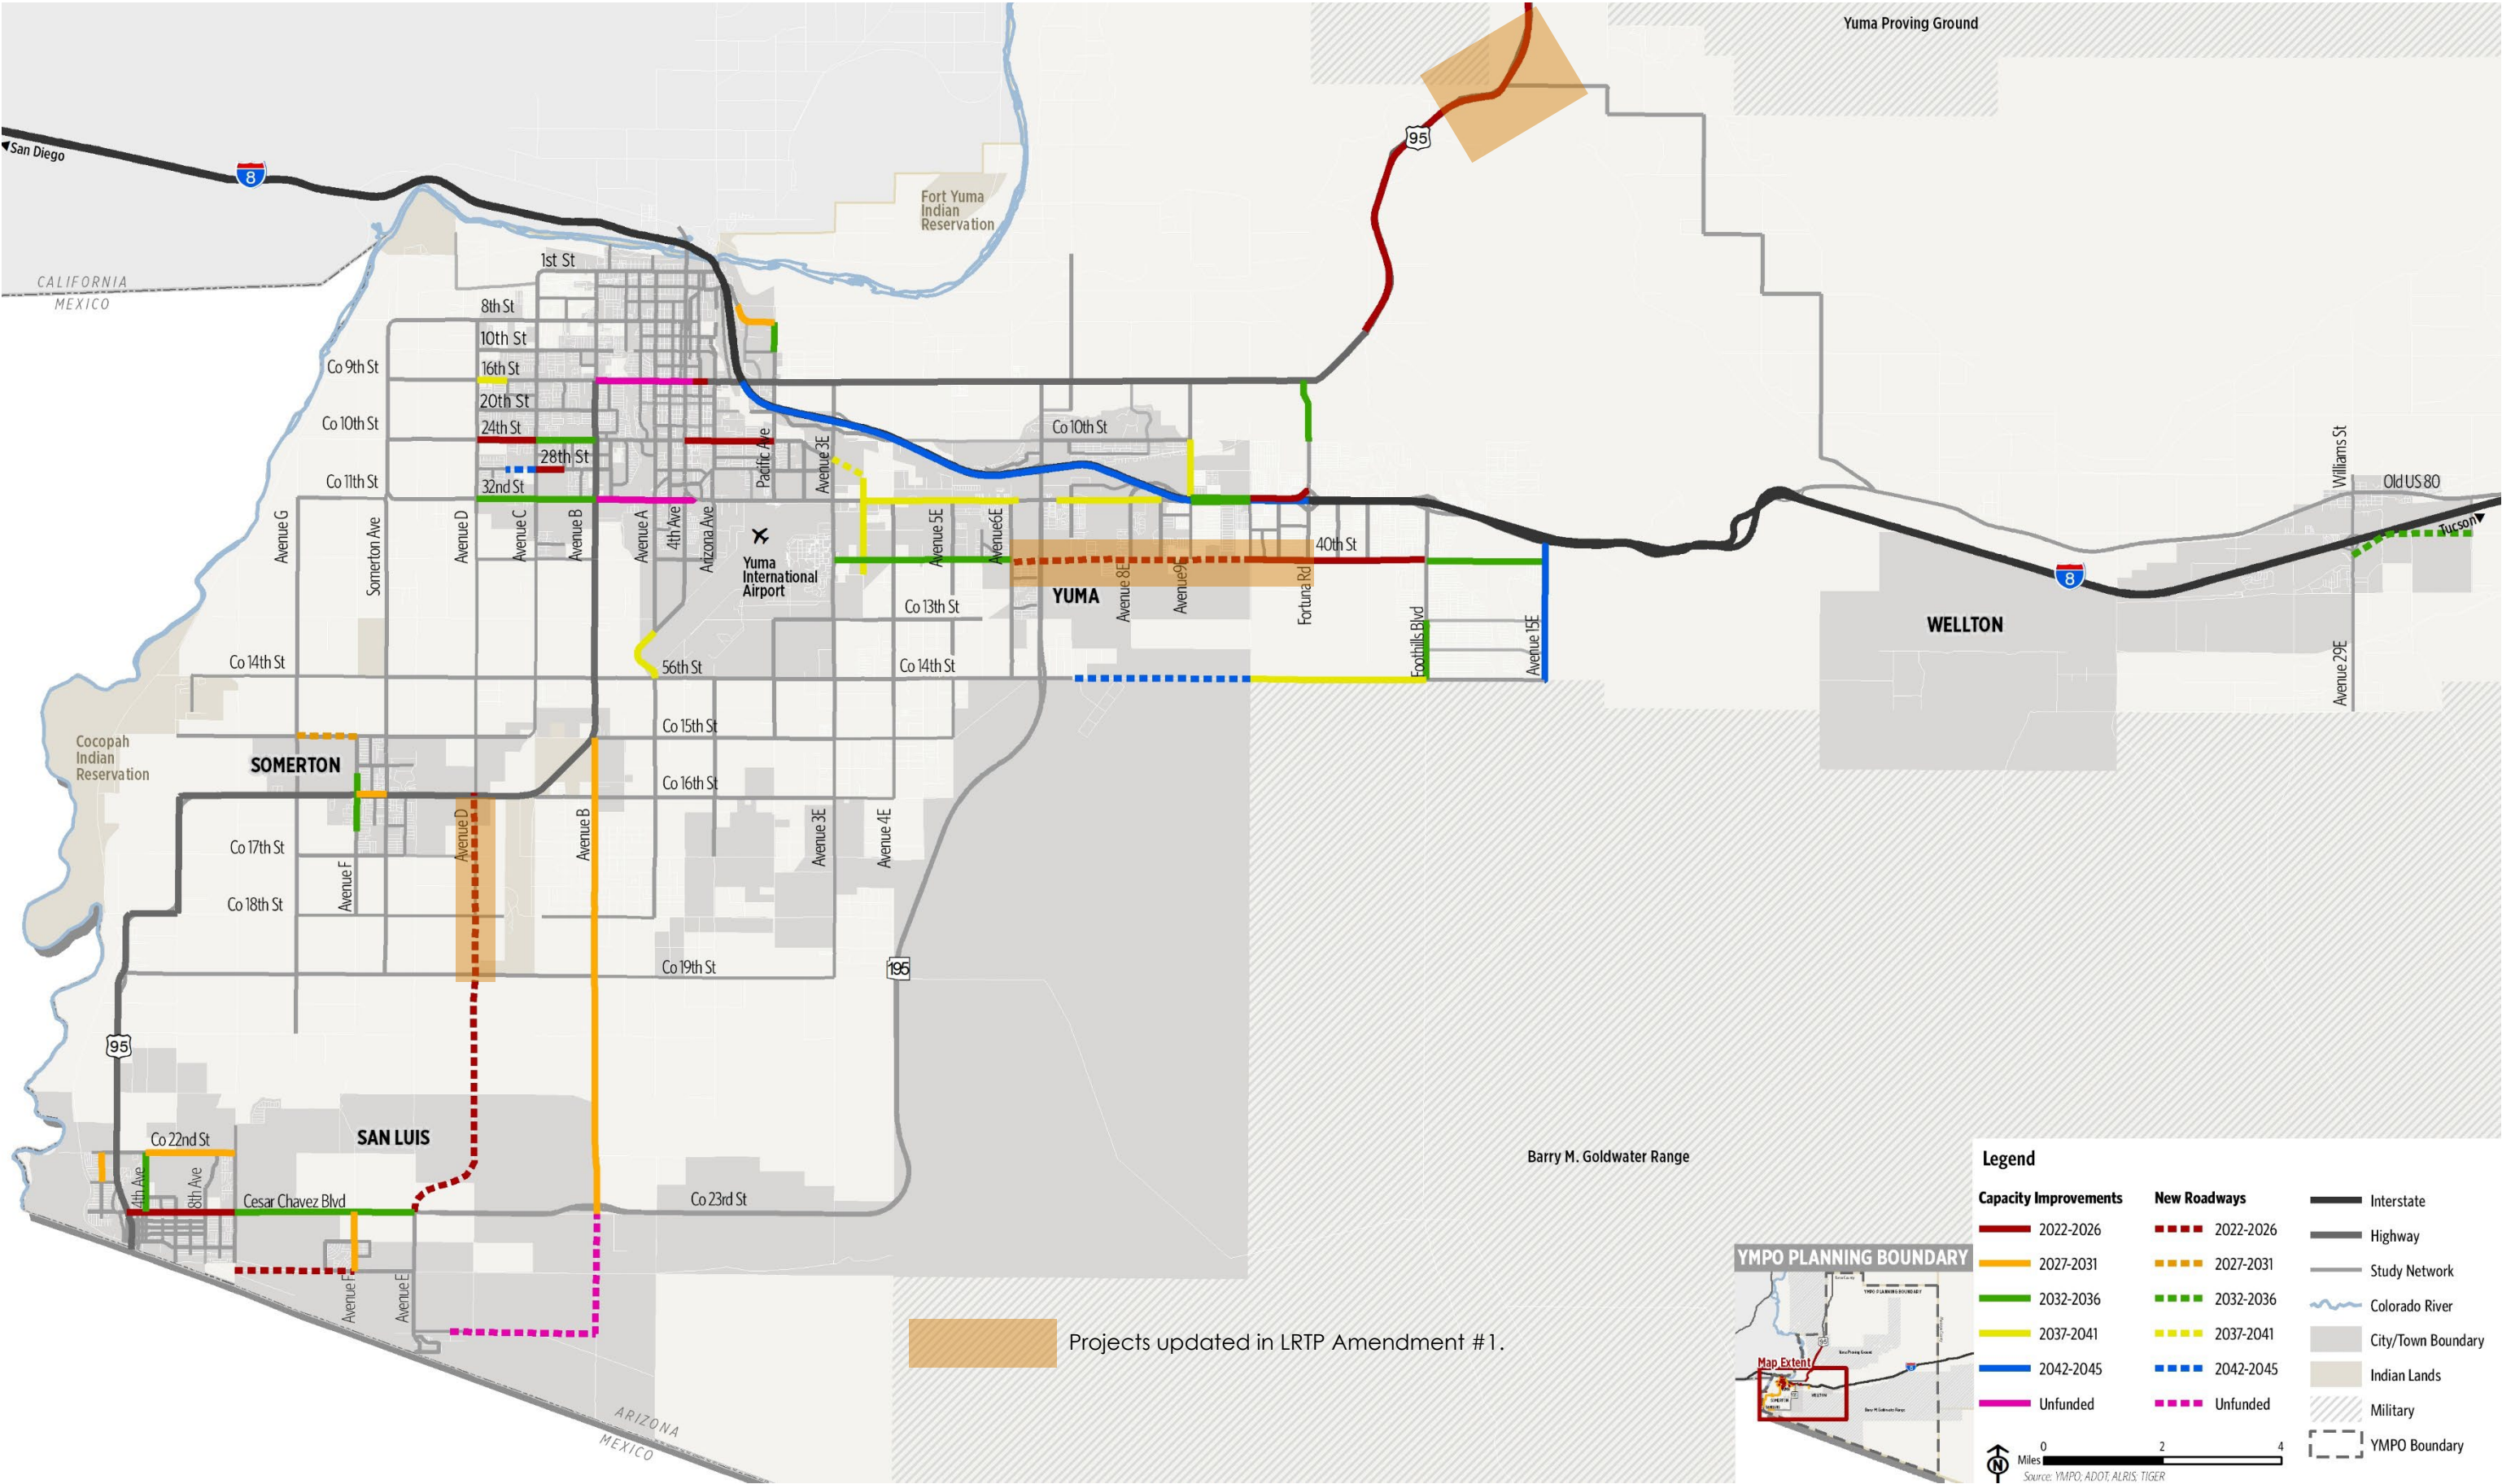 Yuma Proving Ground
San Diego
8
95
Fort Yuma
Indian
Reservation
CALIFORNIA
MEXICO
1st St
8th St
10th St
Co 9th St
16th St
20th St
Co 10th St
24th St
Co 10th St
28th St
Co 11th St
32nd St
Pacific Ave
Avenue 3E
Williams St
Old US 80
Tucson
Avenue G
Somerton Ave
Avenue D
Avenue C
Avenue B
Avenue A
4th Ave
Arizona Ave
Yuma
International
Airport
Avenue 5E
Avenue6E
40th St
Avenue 8E
Avenue9E
Fortuna Rd
YUMA
Co 13th St
Foothills Blvd
Avenue 15E
8
WELLTON
Avenue 29E
Co 14th St
56th St
Co 14th St
Co 15th St
Cocopah
Indian
Reservation
SOMERTON
Co 16th St
Avenue D
Avenue B
Avenue 3E
Avenue 4E
Co 17th St
Avenue F
Co 18th St
Co 19th St
195
95
Co 22nd St
SAN LUIS
4th Ave
8th Ave
Cesar Chavez Blvd
Co 23rd St
Avenue F
Avenue E
Barry M. Goldwater Range
ARIZONA
MEXICO
Projects updated in LRTP Amendment #1.
YMPO PLANNING BOUNDARY
YMPO PLANNING BOUNDARY
Map Extent
Legend
Capacity Improvements
2022-2026
2027-2031
2032-2036
2037-2041
2042-2045
Unfunded
New Roadways
2022-2026
2027-2031
2032-2036
2037-2041
2042-2045
Unfunded
Interstate
Highway
Study Network
Colorado River
City/Town Boundary
Indian Lands
Military
YMPO Boundary
N
Miles
0 2 4
Source: YMPO; ADOT; ALRIS; TIGER